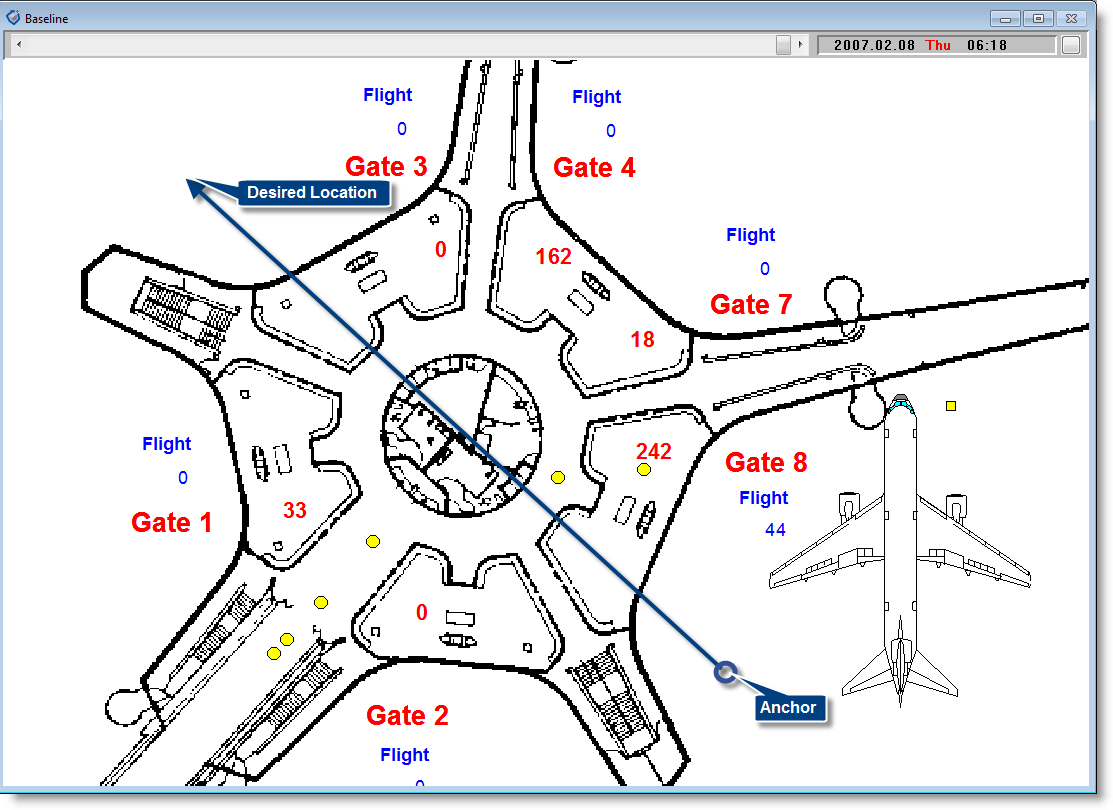 Baseline
2007.02.08 Thu 06:18
Flight
0
Gate 3
Flight
0
Gate 4
Desired Location
0
162
18
Flight
0
Gate 7
Flight
0
Gate 1
33
242
Gate 8
Flight
44
0
Anchor
Gate 2
Flight
0